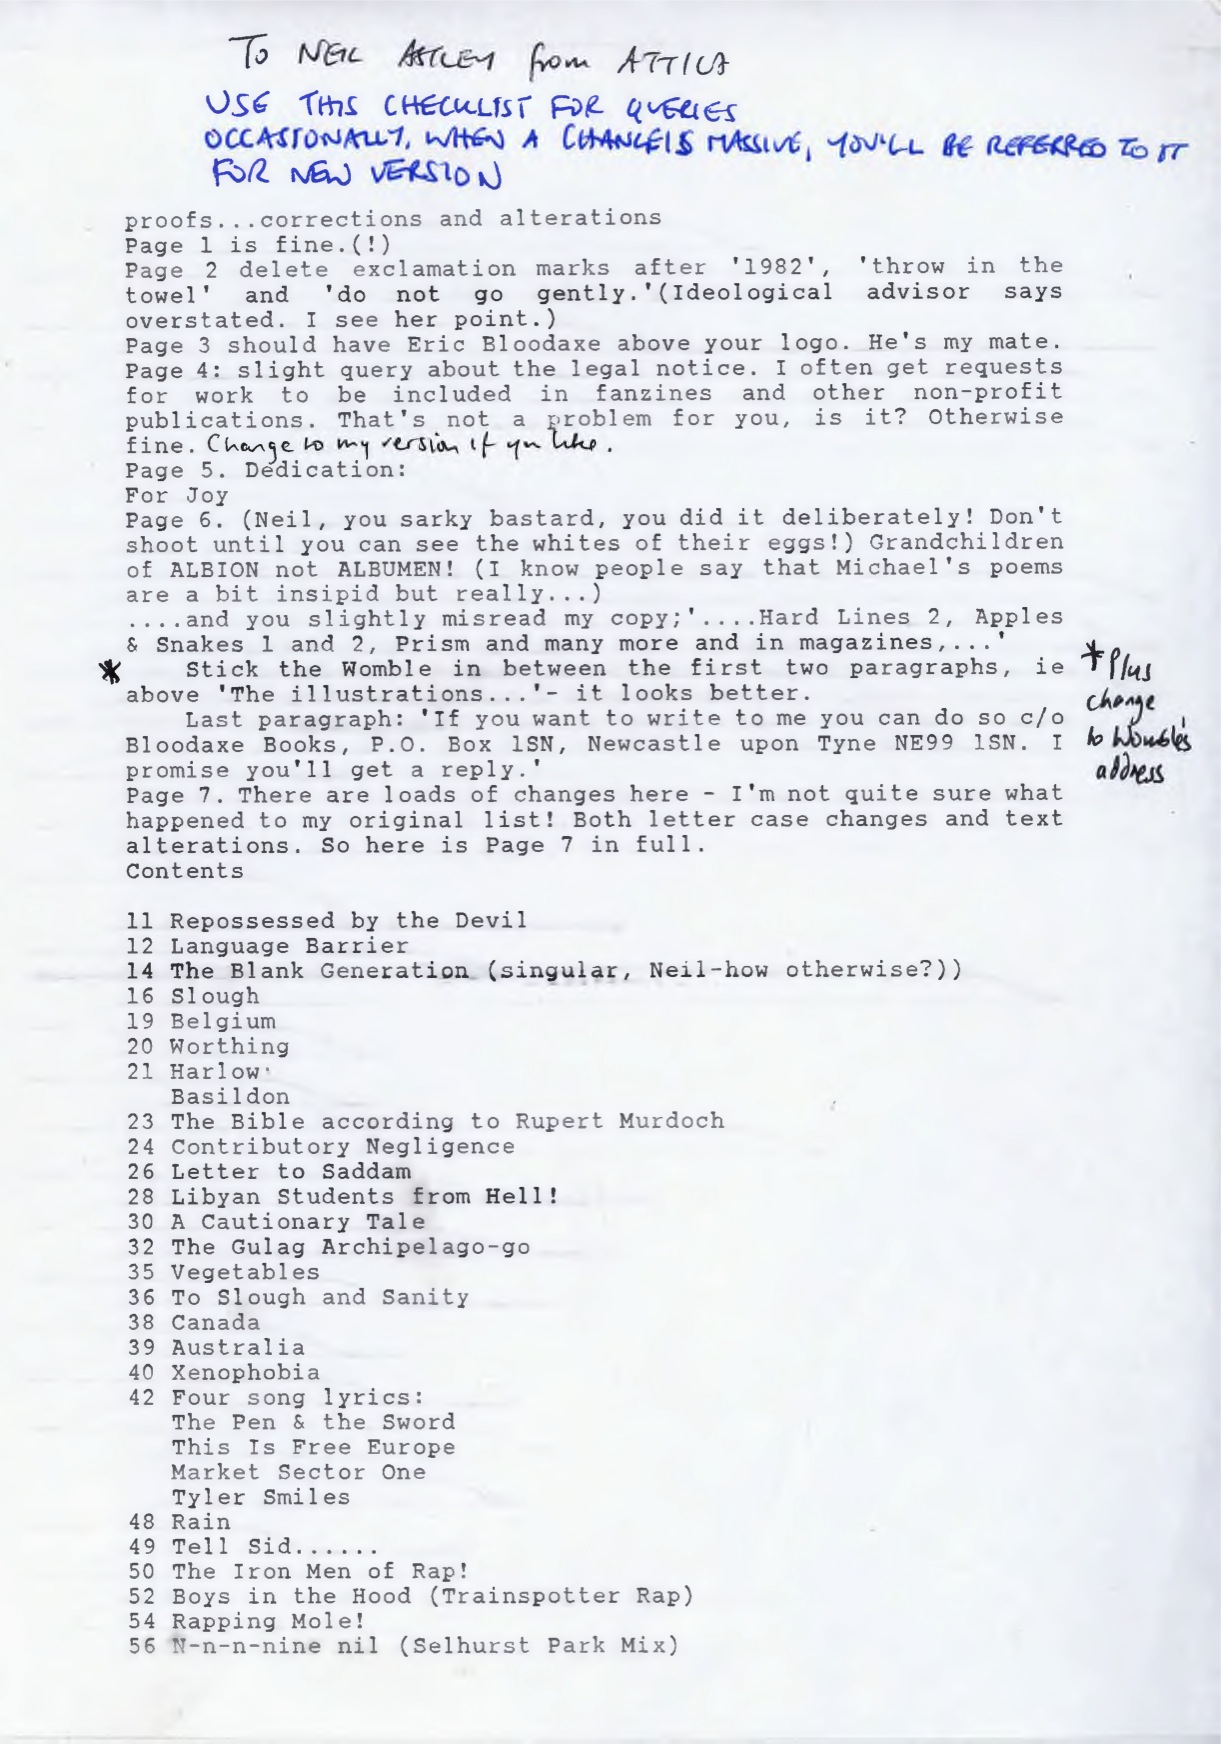 To NEIL ASTLEY from ATTILA
USE THIS CHECKLIST FOR QUERIES
OCCASIONALLY, WHEN A CHANGE IS MASSIVE, YOU'LL BE REFERRED TO IT
FOR NEW VERSION
proofs...corrections and alterations
Page 1 is fine.(!)
Page 2 delete exclamation marks after '1982', 'throw in the
towel' and 'do not go gently.'(Ideological advisor says
overstated. I see her point.)
Page 3 should have Eric Bloodaxe above your logo. He's my mate.
Page 4: slight query about the legal notice. I often get requests
for work to be included in fanzines and other non-profit
publications. That's not a problem for you, is it? Otherwise
fine. Change to my version if you like.
Page 5. Dedication:
For Joy
Page 6. (Neil, you sarky bastard, you did it deliberately! Don't
shoot until you can see the whites of their eggs!) Grandchildren
of ALBION not ALBUMEN! (I know people say that Michael's poems
are a bit insipid but really...)
....and you slightly misread my copy;'....Hard Lines 2, Apples
& Snakes 1 and 2, Prism and many more and in magazines,...'
* Stick the Womble in between the first two paragraphs, ie
above 'The illustrations...'- it looks better.
Last paragraph: 'If you want to write to me you can do so c/o
Bloodaxe Books, P.O. Box 1SN, Newcastle upon Tyne NE99 1SN. I
promise you'll get a reply.'
* Plus
change
to Womble's
address
Page 7. There are loads of changes here - I'm not quite sure what
happened to my original list! Both letter case changes and text
alterations. So here is Page 7 in full.
Contents
11 Repossessed by the Devil
12 Language Barrier
14 The Blank Generation (singular, Neil-how otherwise?))
16 Slough
19 Belgium
20 Worthing
21 Harlow
Basildon
23 The Bible according to Rupert Murdoch
24 Contributory Negligence
26 Letter to Saddam
28 Libyan Students from Hell!
30 A Cautionary Tale
32 The Gulag Archipelago-go
35 Vegetables
36 To Slough and Sanity
38 Canada
39 Australia
40 Xenophobia
42 Four song lyrics:
The Pen & the Sword
This Is Free Europe
Market Sector One
Tyler Smiles
48 Rain
49 Tell Sid......
50 The Iron Men of Rap!
52 Boys in the Hood (Trainspotter Rap)
54 Rapping Mole!
56 N-n-n-nine nil (Selhurst Park Mix)